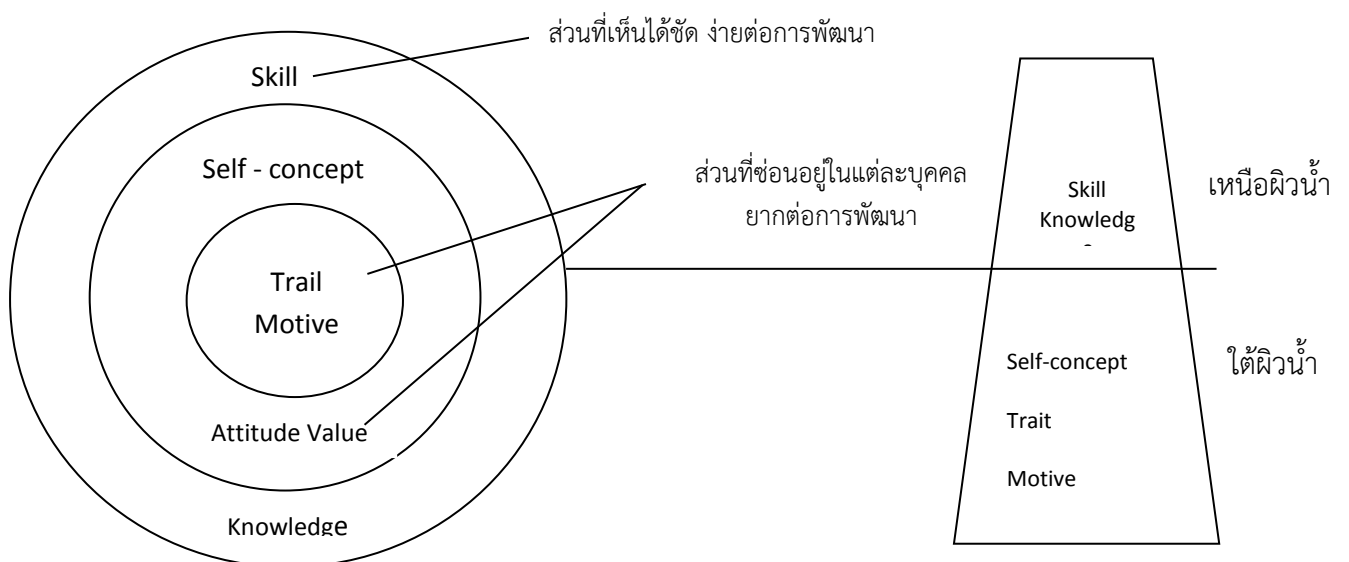 ส่วนที่เห็นได้ชัด ง่ายต่อการพัฒนา
Skill
Self - concept
Trail
Motive
Attitude Value
Knowledge
ส่วนที่ซ่อนอยู่ในแต่ละบุคคล
ยากต่อการพัฒนา
Skill
Knowledg
เหนือผิวน้ำ
Self-concept
Trait
Motive
ใต้ผิวน้ำ